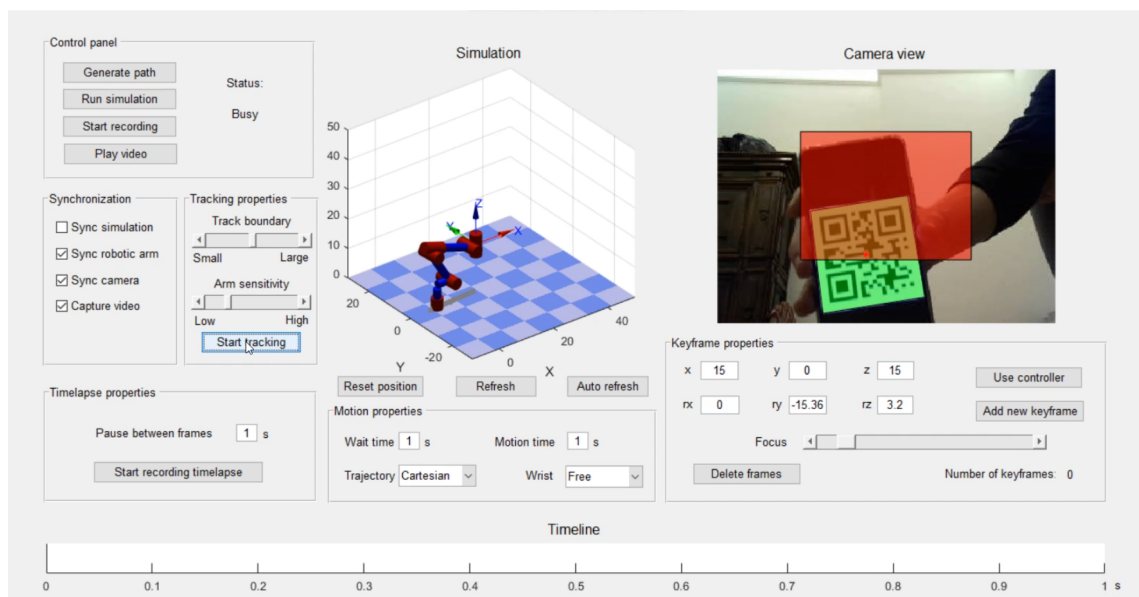 Control panel
Generate path
Run simulation
Start recording
Play video
Status:
Busy
Synchronization
Sync simulation
Sync robotic arm
Sync camera
Capture video
Tracking properties
Track boundary
Small Large
Arm sensitivity
Low High
Start tracking
Timelapse properties
Pause between frames 1 s
Start recording timelapse
Simulation
50
40
30
20
10
0
Z
Y X
20
0
-20
Y
0
20
40
X
Reset position Refresh Auto refresh
Motion properties
Wait time 1 s Motion time 1 s
Trajectory Cartesian Wrist Free
Camera view
Keyframe properties
x 15 y 0 z 15
rx 0 ry -15.36 rz 3.2
Use controller
Add new keyframe
Focus
Delete frames Number of keyframes: 0
Timeline
0 0.1 0.2 0.3 0.4 0.5 0.6 0.7 0.8 0.9 1 s